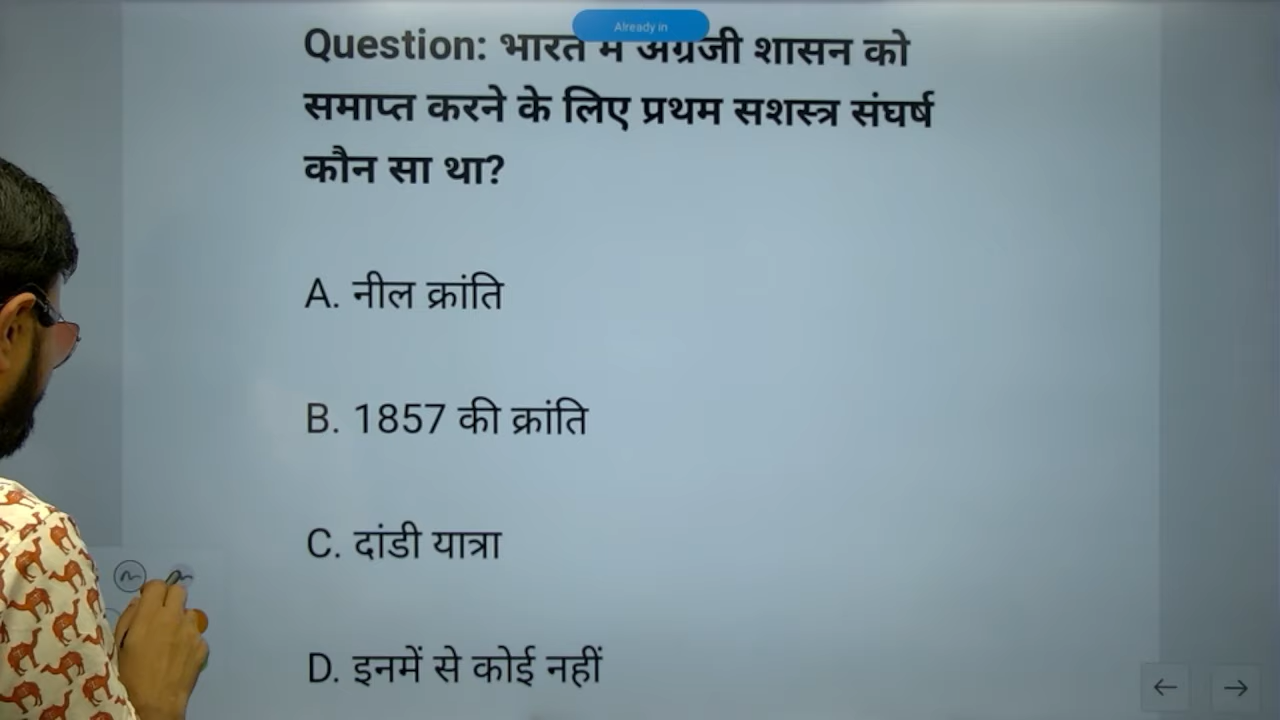 Already in
Question: भारत में अंग्रेजी शासन को
समाप्त करने के लिए प्रथम सशस्त्र संघर्ष
कौन सा था?
A. नील क्रांति
B. 1857 की क्रांति
C. दांडी यात्रा
D. इनमें से कोई नहीं